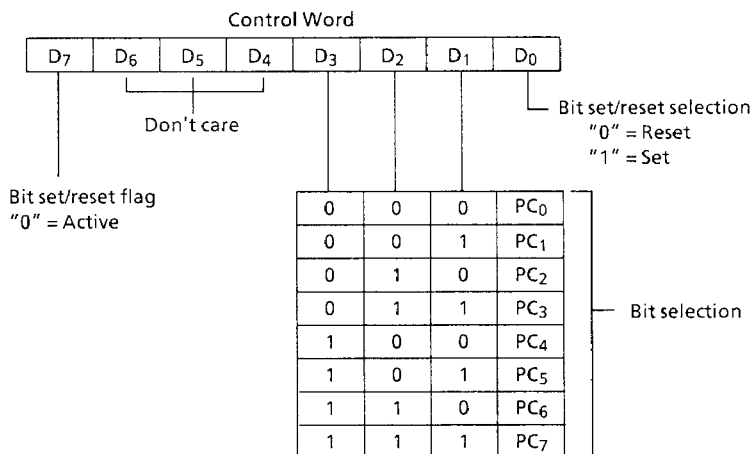 Control Word
D7 D6 D5 D4 D3 D2 D1 D0
Don't care
Bit set/reset selection
"0" = Reset
"1" = Set
Bit set/reset flag
"0" = Active
0 0 0 PC0
0 0 1 PC1
0 1 0 PC2
0 1 1 PC3
Bit selection
1 0 0 PC4
1 0 1 PC5
1 1 0 PC6
1 1 1 PC7